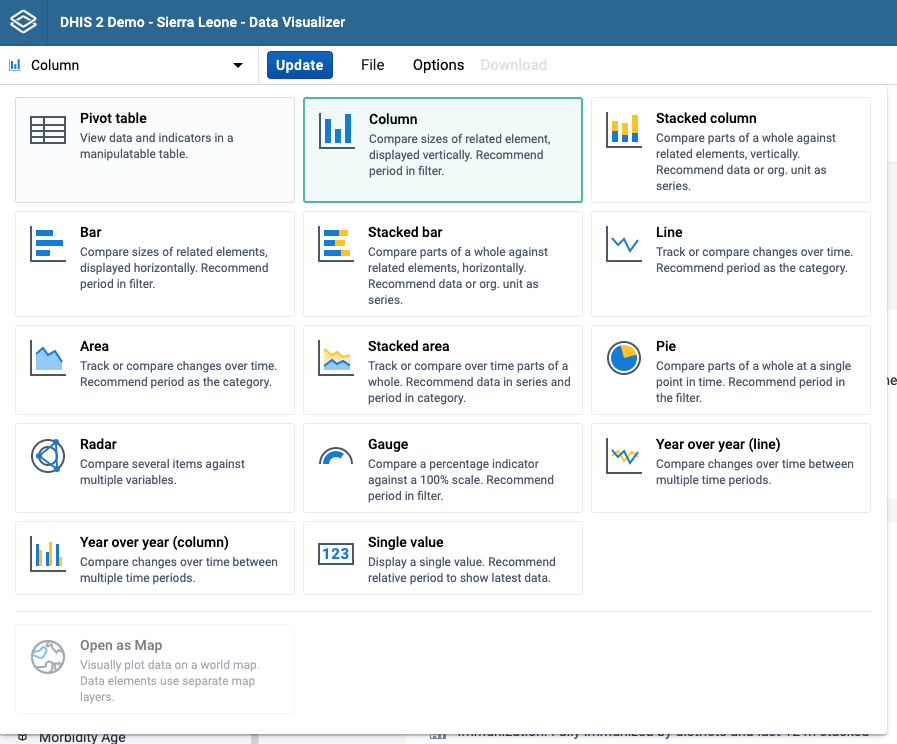 DHIS 2 Demo - Sierra Leone - Data Visualizer
Column
Update
File
Options
Download
Pivot table
View data and indicators in a
manipulatable table.
Column
Compare sizes of related element,
displayed vertically. Recommend
period in filter.
Stacked column
Compare parts of a whole against
related elements, vertically.
Recommend data or org. unit as
series.
Bar
Compare sizes of related elements,
displayed horizontally. Recommend
period in filter.
Stacked bar
Compare parts of a whole against
related elements, horizontally.
Recommend data or org. unit as
series.
Line
Track or compare changes over time.
Recommend period as the category.
Area
Track or compare changes over time.
Recommend period as the category.
Stacked area
Track or compare over time parts of a
whole. Recommend data in series and
period in category.
Pie
Compare parts of a whole at a single
point in time. Recommend period in
the filter.
Radar
Compare several items against
multiple variables.
Gauge
Compare a percentage indicator
against a 100% scale. Recommend
period in filter.
Year over year (line)
Compare changes over time between
multiple time periods.
Year over year (column)
Compare changes over time between
multiple time periods.
123
Single value
Display a single value. Recommend
relative period to show latest data.
Open as Map
Visually plot data on a world map.
Data elements use separate map
layers.
Morbidity Age
Immunization: Fully immunized by districts and last 12 m stacked